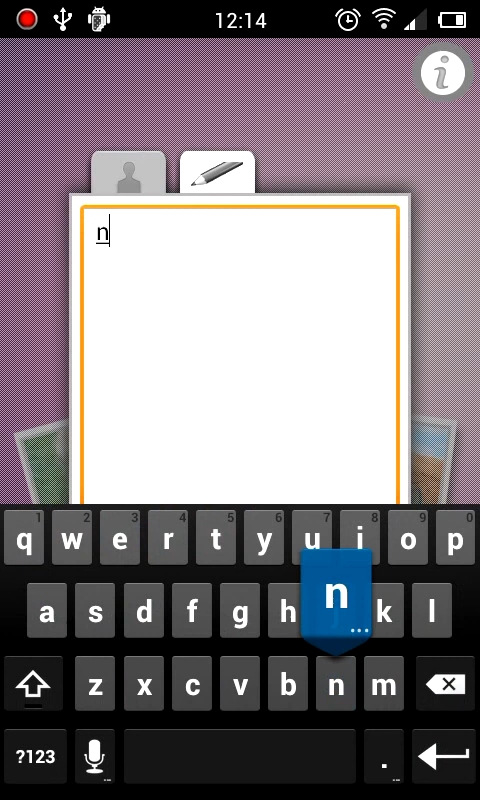 12:14
i
n
1 2 3 4 5 6 7 8 9 0
q w e r t y u i o p
a s d f g h k l
n
z x c v b n m
?123 .